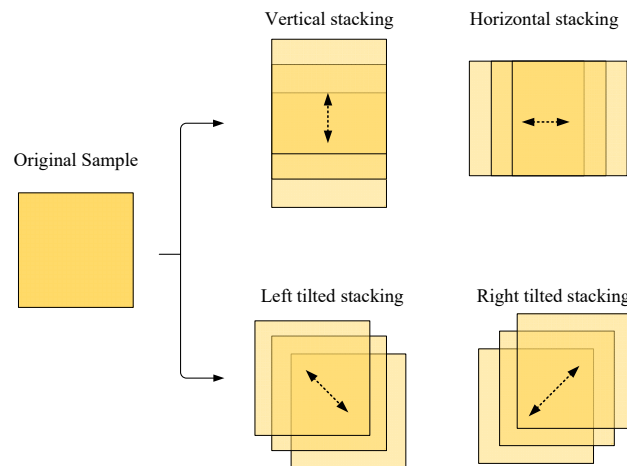 Vertical stacking
Horizontal stacking
Original Sample
Left tilted stacking
Right tilted stacking